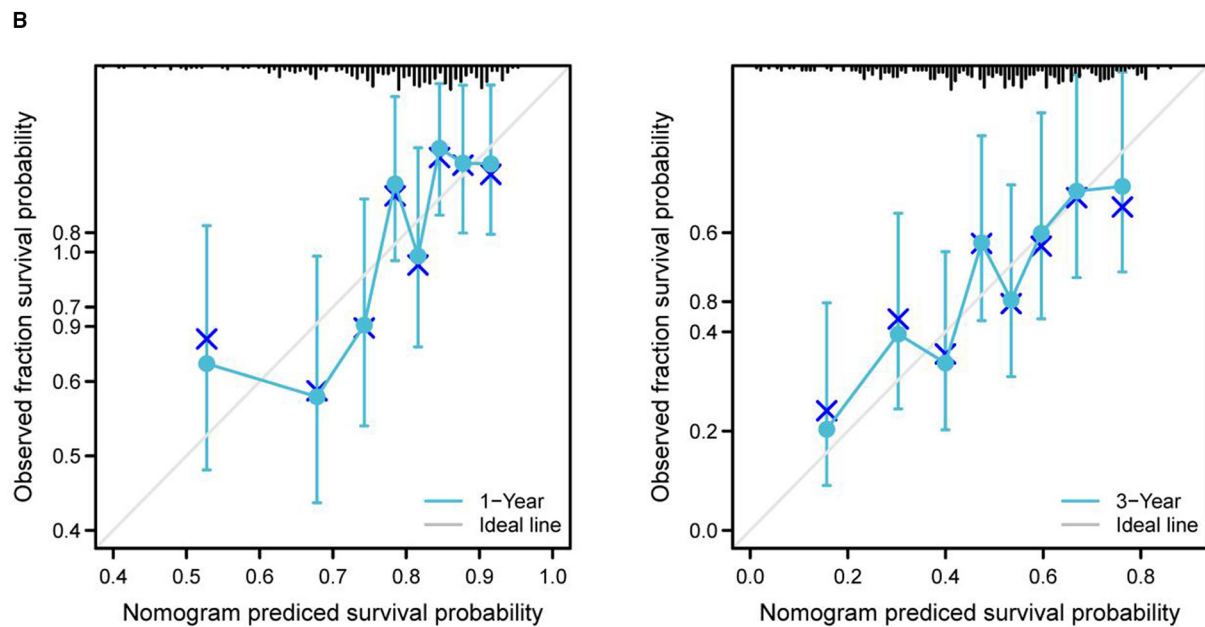 B
Observed fraction survival probability
0.8
1.0
0.7
0.9
0.6
0.5
0.4
1−Year
Ideal line
0.4 0.5 0.6 0.7 0.8 0.9 1.0
Nomogram prediced survival probability
Observed fraction survival probability
0.6
0.8
0.4
0.2
0.0
3−Year
Ideal line
0.0 0.2 0.4 0.6 0.8
Nomogram prediced survival probability